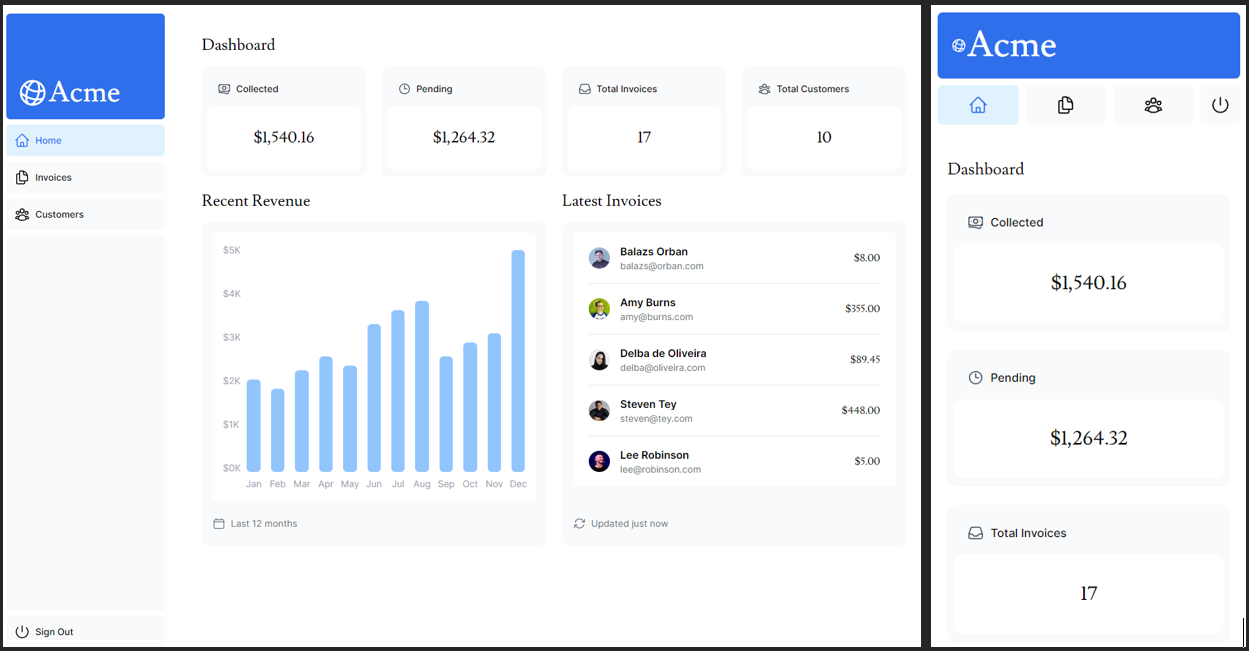 Acme
Home
Invoices
Customers
Sign Out
Dashboard
Collected
$1,540.16
Pending
$1,264.32
Total Invoices
17
Total Customers
10
Recent Revenue
$5K
$4K
$3K
$2K
$1K
$0K
Jan Feb Mar Apr May Jun Jul Aug Sep Oct Nov Dec
Last 12 months
Latest Invoices
Balazs Orban
balazs@orban.com
$8.00
Amy Burns
amy@burns.com
$355.00
Delba de Oliveira
delba@oliveira.com
$89.45
Steven Tey
steven@tey.com
$448.00
Lee Robinson
lee@robinson.com
$5.00
Updated just now
Acme
Dashboard
Collected
$1,540.16
Pending
$1,264.32
Total Invoices
17